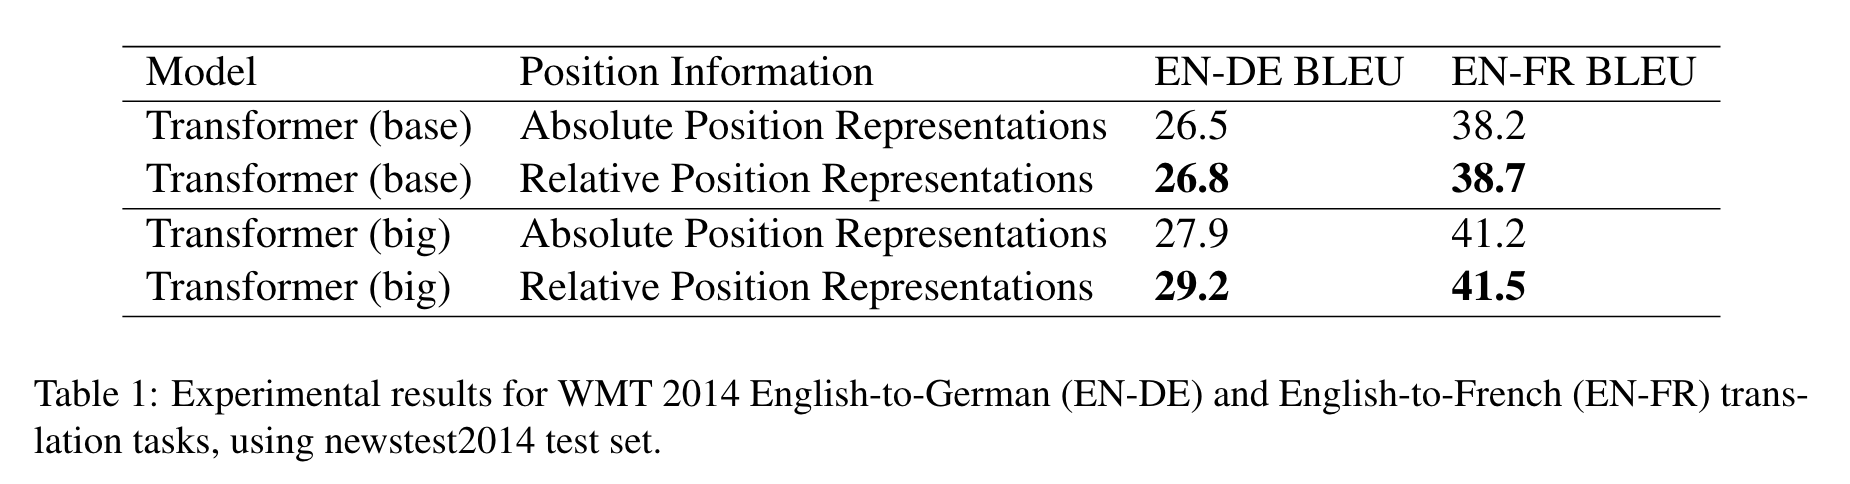 Model Position Information EN-DE BLEU EN-FR BLEU
Transformer (base) Absolute Position Representations 26.5 38.2
Transformer (base) Relative Position Representations 26.8 38.7
Transformer (big) Absolute Position Representations 27.9 41.2
Transformer (big) Relative Position Representations 29.2 41.5
Table 1: Experimental results for WMT 2014 English-to-German (EN-DE) and English-to-French (EN-FR) trans-
lation tasks, using newstest2014 test set.